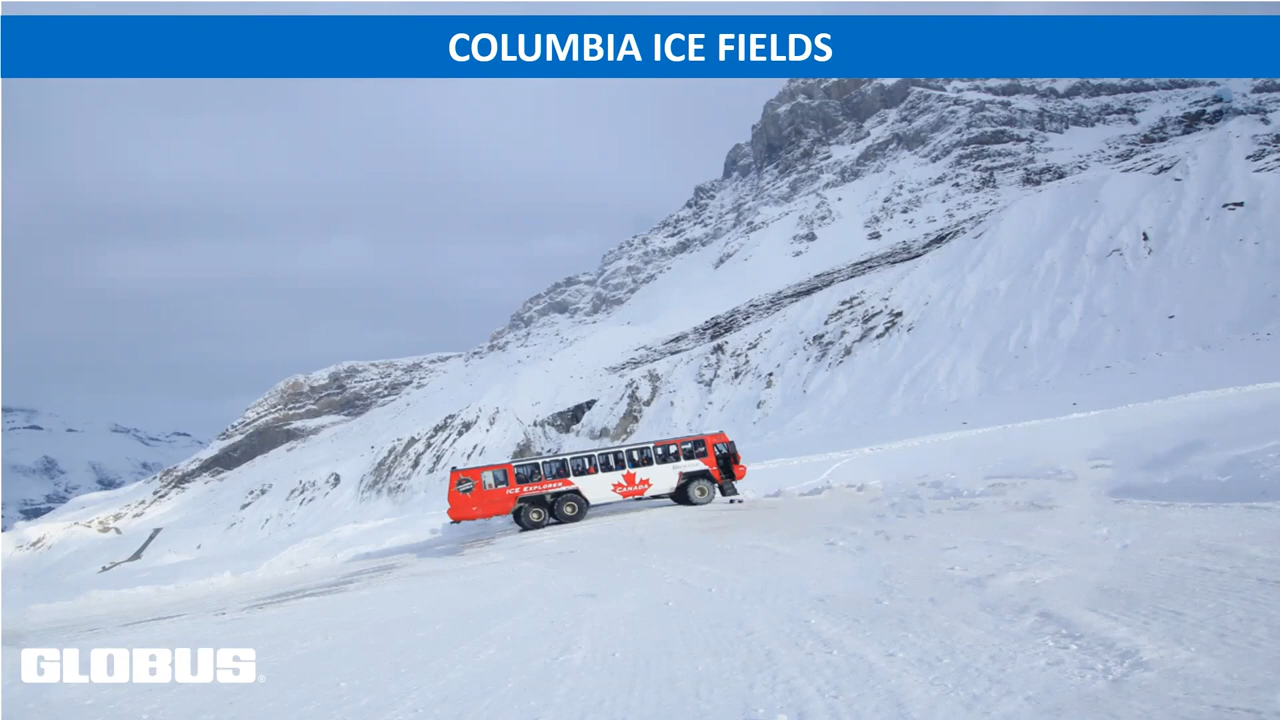 COLUMBIA ICE FIELDS
ICE EXPLORER
CANADA
GLOBUS®